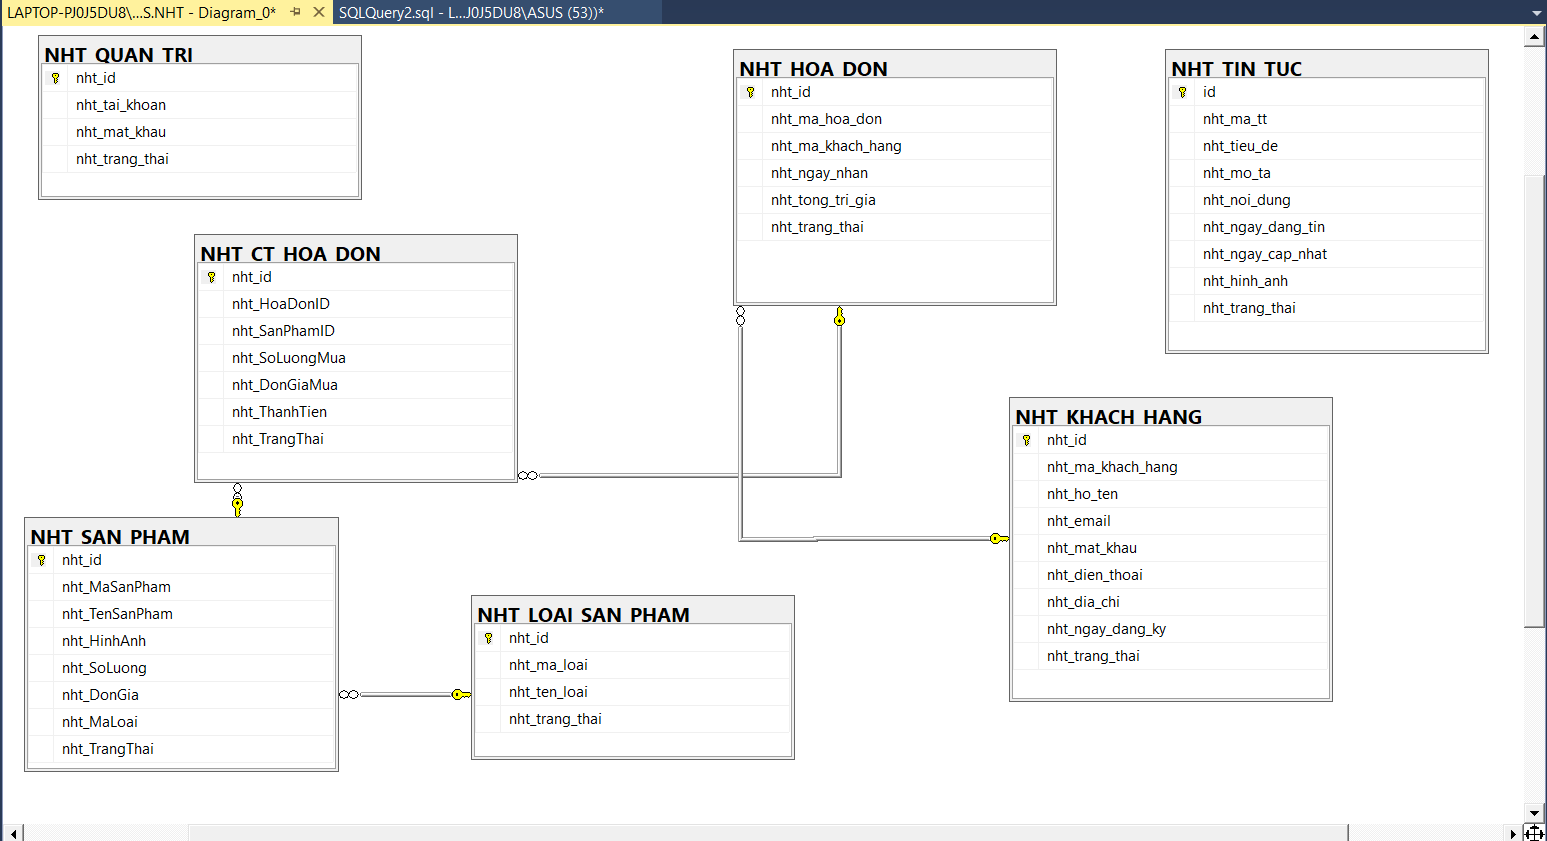 LAPTOP-PJ0J5DU8\...S.NHT - Diagram_0*
SQLQuery2.sql - L...J0J5DU8\ASUS (53))*
NHT_QUAN_TRI
nht_id
nht_tai_khoan
nht_mat_khau
nht_trang_thai
NHT_HOA_DON
nht_id
nht_ma_hoa_don
nht_ma_khach_hang
nht_ngay_nhan
nht_tong_tri_gia
nht_trang_thai
NHT_TIN_TUC
id
nht_ma_tt
nht_tieu_de
nht_mo_ta
nht_noi_dung
nht_ngay_dang_tin
nht_ngay_cap_nhat
nht_hinh_anh
nht_trang_thai
NHT_CT_HOA_DON
nht_id
nht_HoaDonID
nht_SanPhamID
nht_SoLuongMua
nht_DonGiaMua
nht_ThanhTien
nht_TrangThai
NHT_KHACH_HANG
nht_id
nht_ma_khach_hang
nht_ho_ten
nht_email
nht_mat_khau
nht_dien_thoai
nht_dia_chi
nht_ngay_dang_ky
nht_trang_thai
NHT_SAN_PHAM
nht_id
nht_MaSanPham
nht_TenSanPham
nht_HinhAnh
nht_SoLuong
nht_DonGia
nht_MaLoai
nht_TrangThai
NHT_LOAI_SAN_PHAM
nht_id
nht_ma_loai
nht_ten_loai
nht_trang_thai